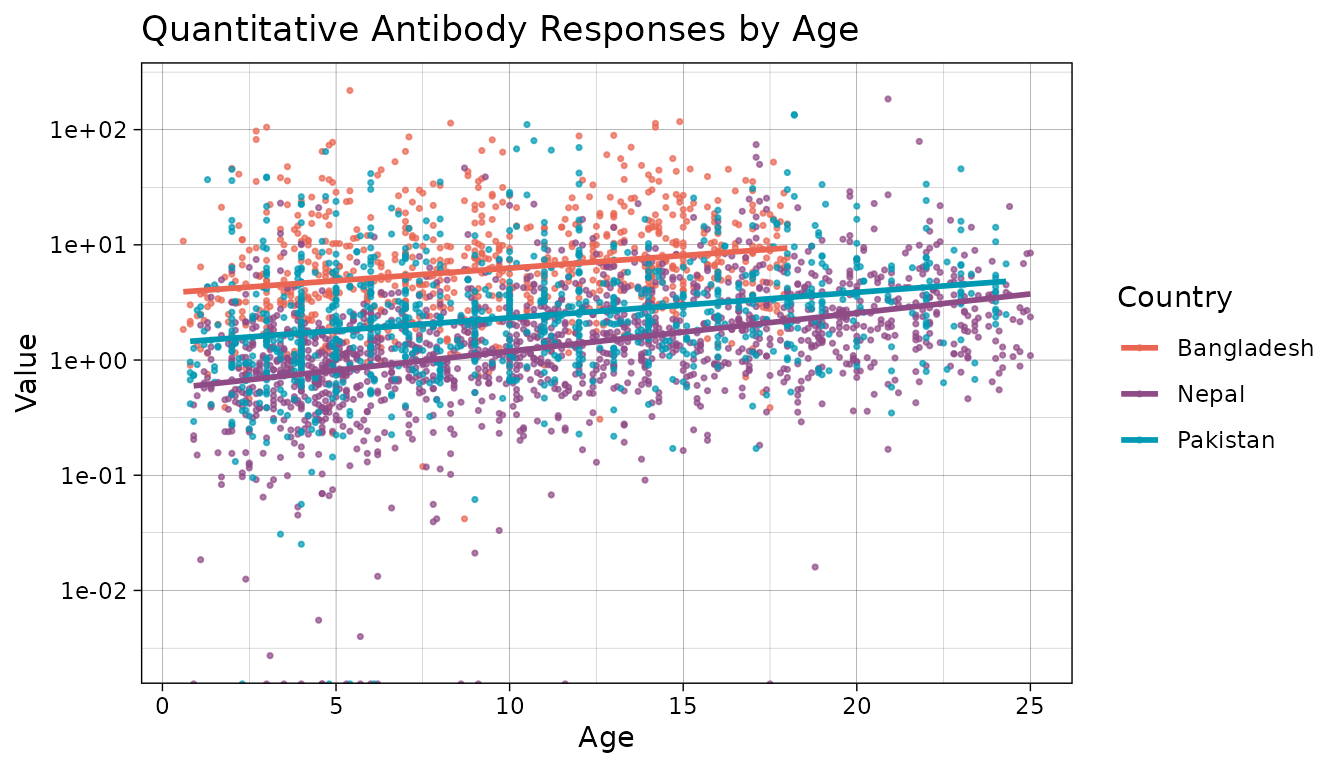 Quantitative Antibody Responses by Age
Value
1e+02
1e+01
1e+00
1e-01
1e-02
0
5
10
15
20
25
Age
Country
Bangladesh
Nepal
Pakistan